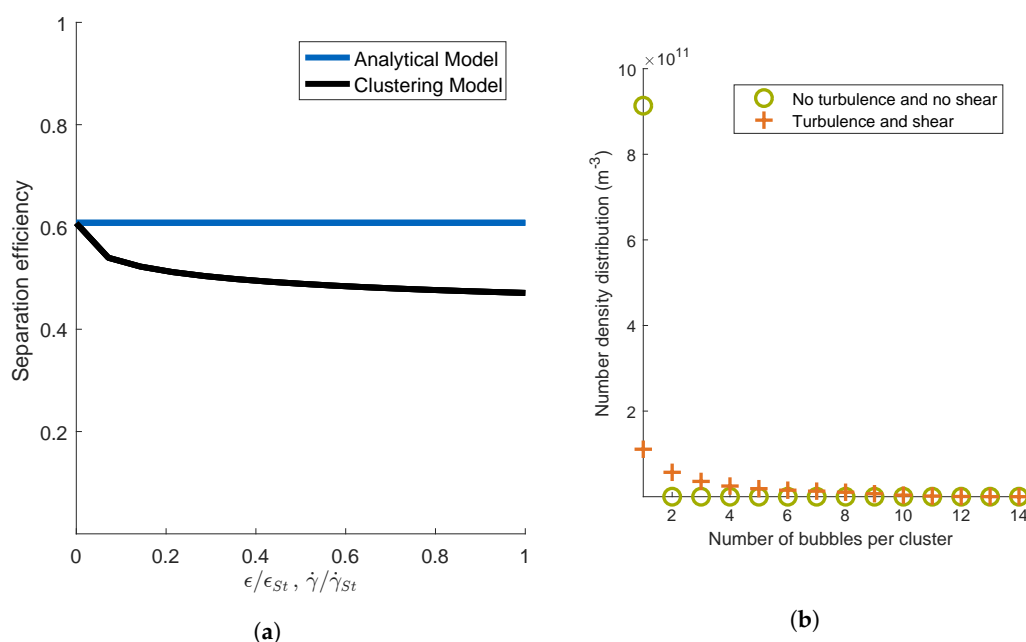 1
0.8
0.6
0.4
0.2
0
0.2
0.4
0.6
0.8
1
Separation efficiency
ϵ/ϵ_St , γ̇/γ̇_St
Analytical Model
Clustering Model
(a)
× 10^11
10
8
6
4
2
2
4
6
8
10
12
14
Number density distribution (m^-3)
Number of bubbles per cluster
No turbulence and no shear
Turbulence and shear
(b)